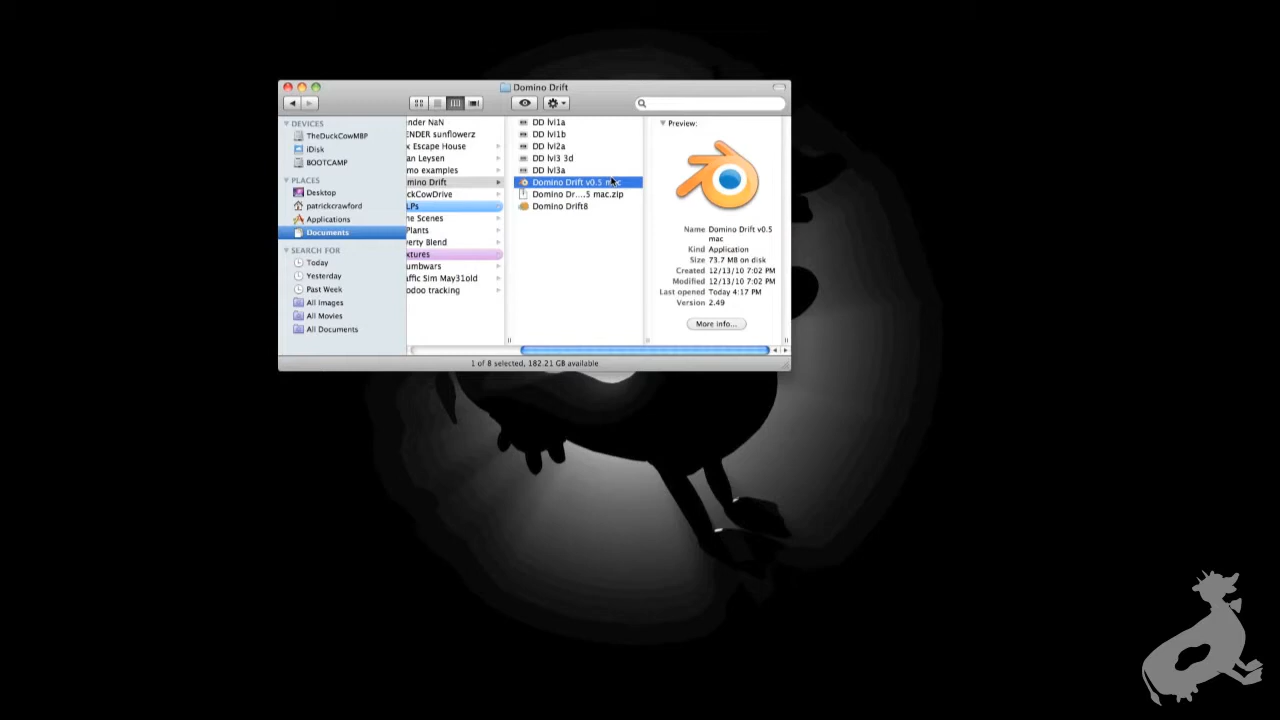 Domino Drift
DEVICES
TheDuckCowMBP
iDisk
BOOTCAMP
PLACES
Desktop
patrickcrawford
Applications
Documents
SEARCH FOR
Today
Yesterday
Past Week
All Images
All Movies
All Documents
nder NaN
ENDER sunflowerz
x Escape House
an Leysen
mo examples
mino Drift
ckCowDrive
LPs
he Scenes
Plants
erty Blend
xtures
umbwars
affic Sim May31old
odoo tracking
DD lvl1a
DD lvl1b
DD lvl2a
DD lvl3 3d
DD lvl3a
Domino Drift v0.5 mac
Domino Dr....5 mac.zip
Domino Drift8
Preview:
Name Domino Drift v0.5
mac
Kind Application
Size 73.7 MB on disk
Created 12/13/10 7:02 PM
Modified 12/13/10 7:02 PM
Last opened Today 4:17 PM
Version 2.49
More info...
1 of 8 selected, 182.21 GB available